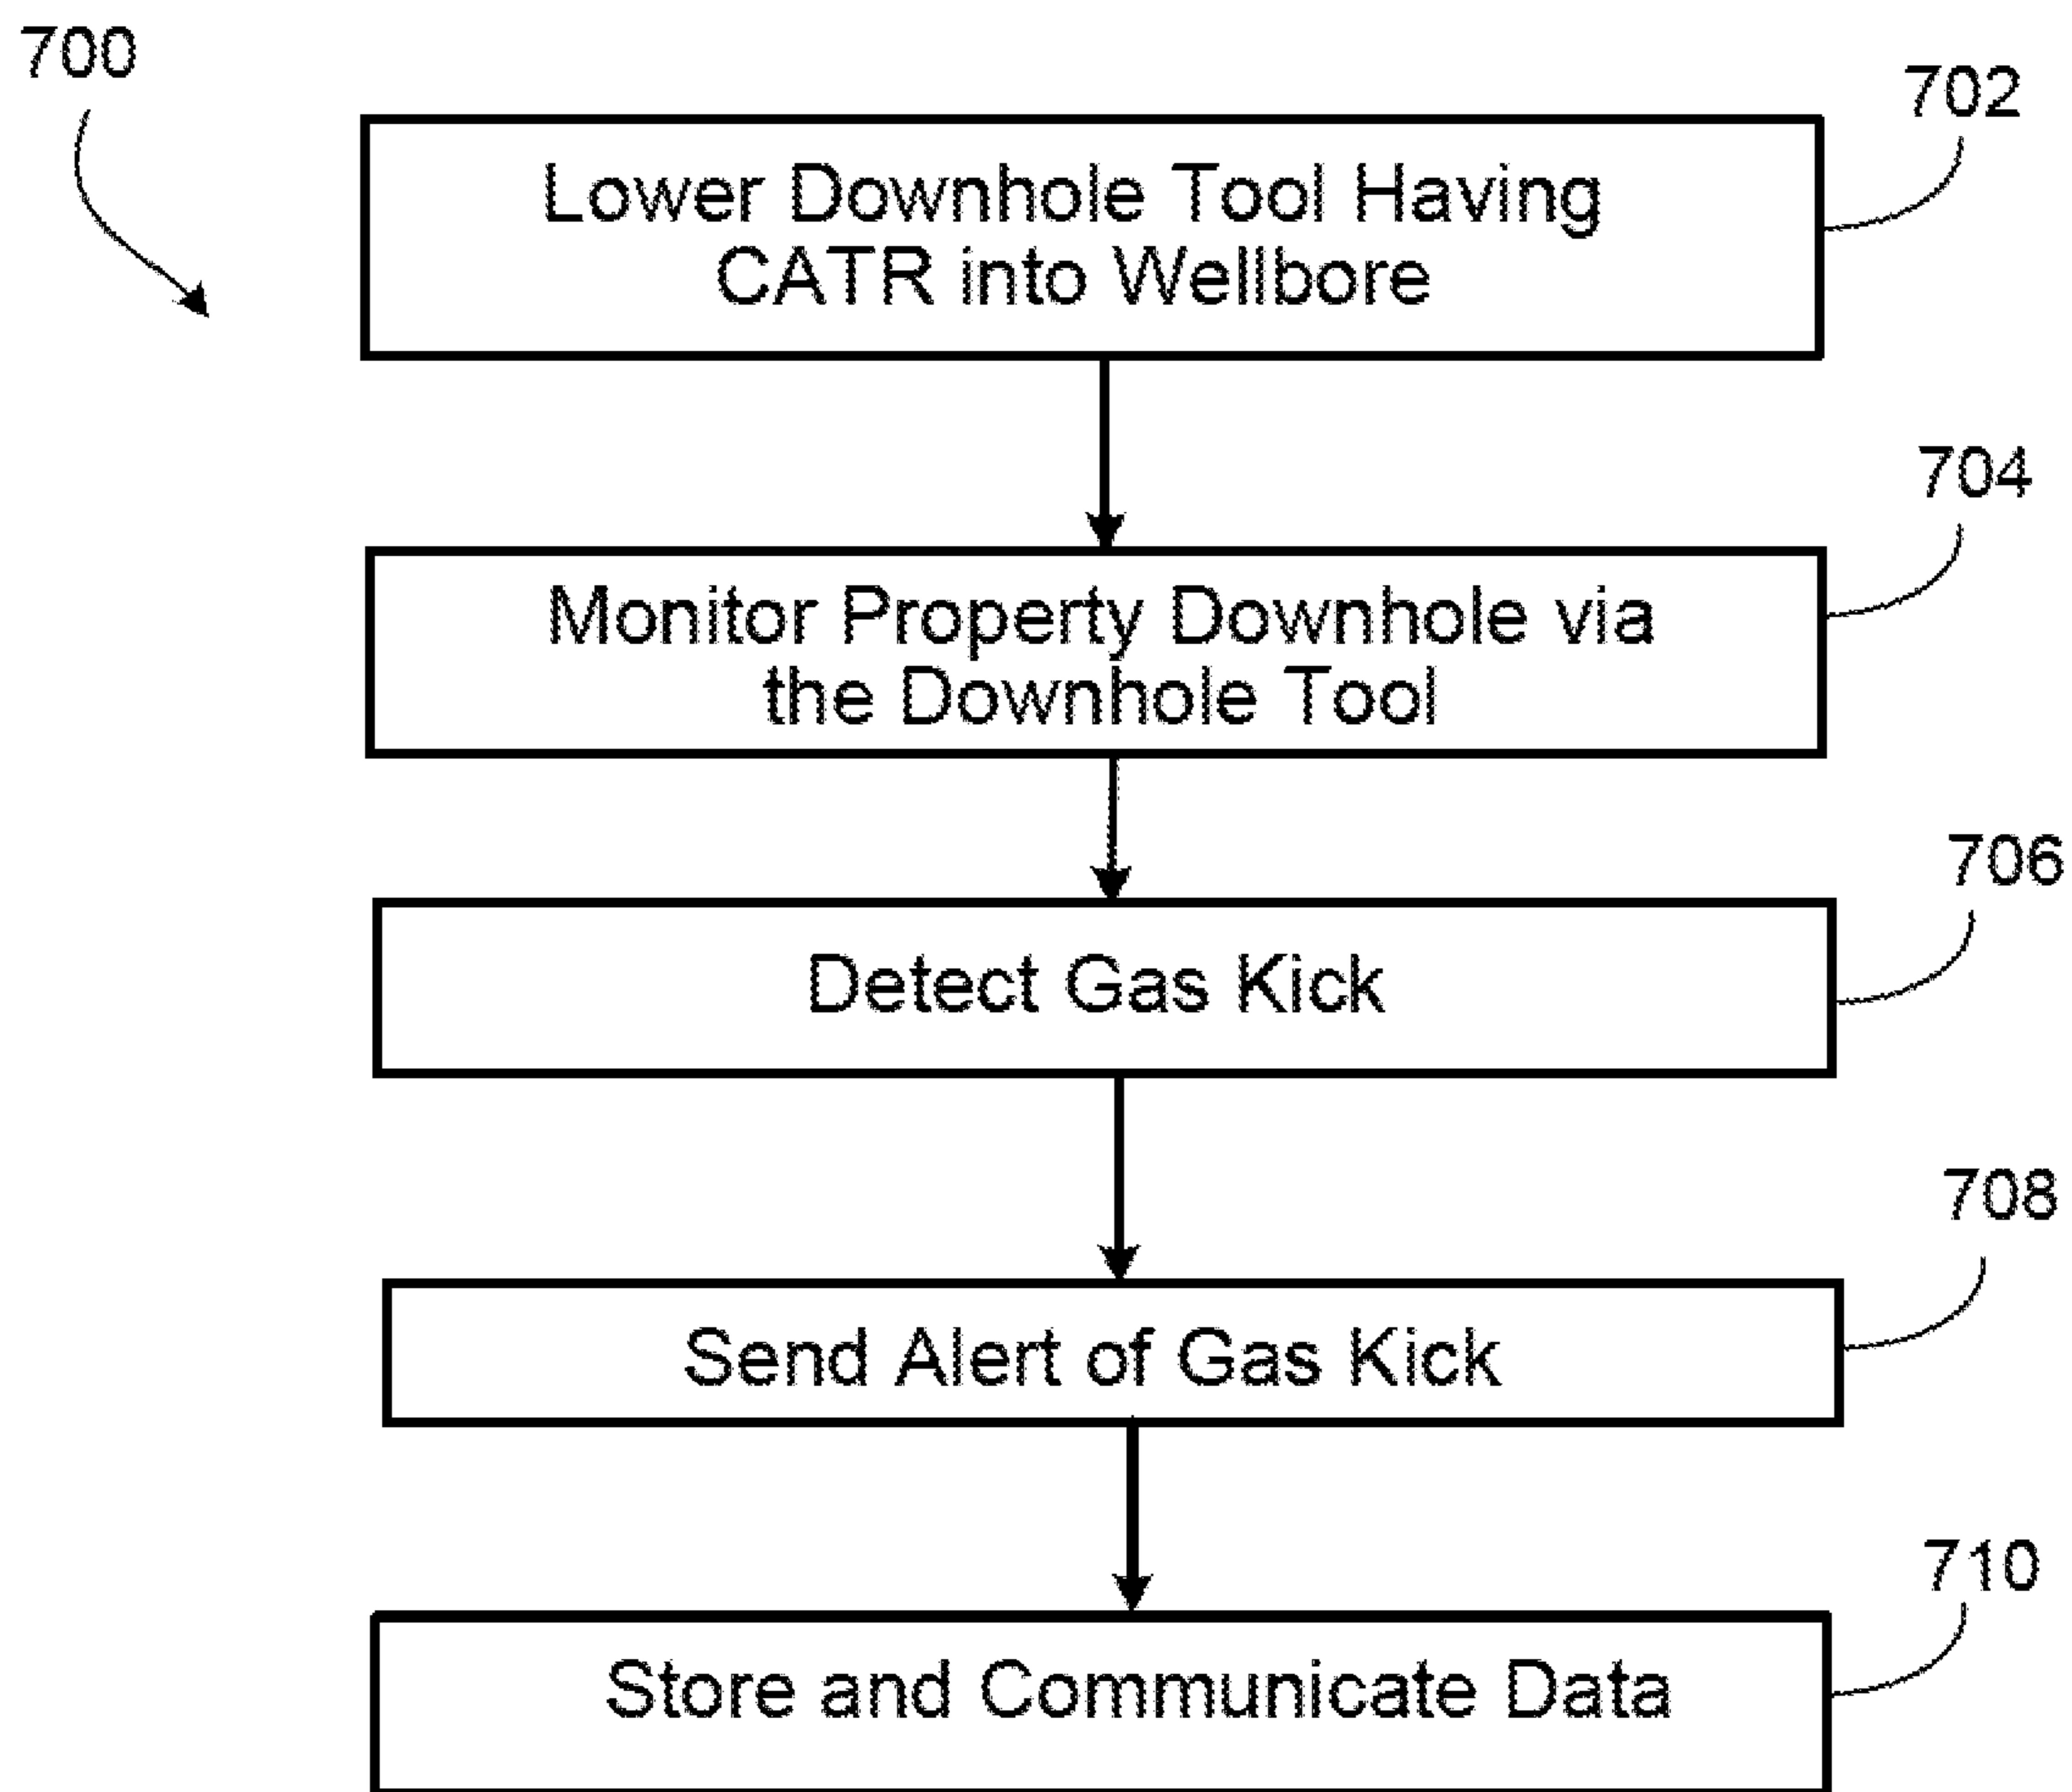 700
702
Lower Downhole Tool Having
CATR into Wellbore
704
Monitor Property Downhole via
the Downhole Tool
706
Detect Gas Kick
708
Send Alert of Gas Kick
710
Store and Communicate Data